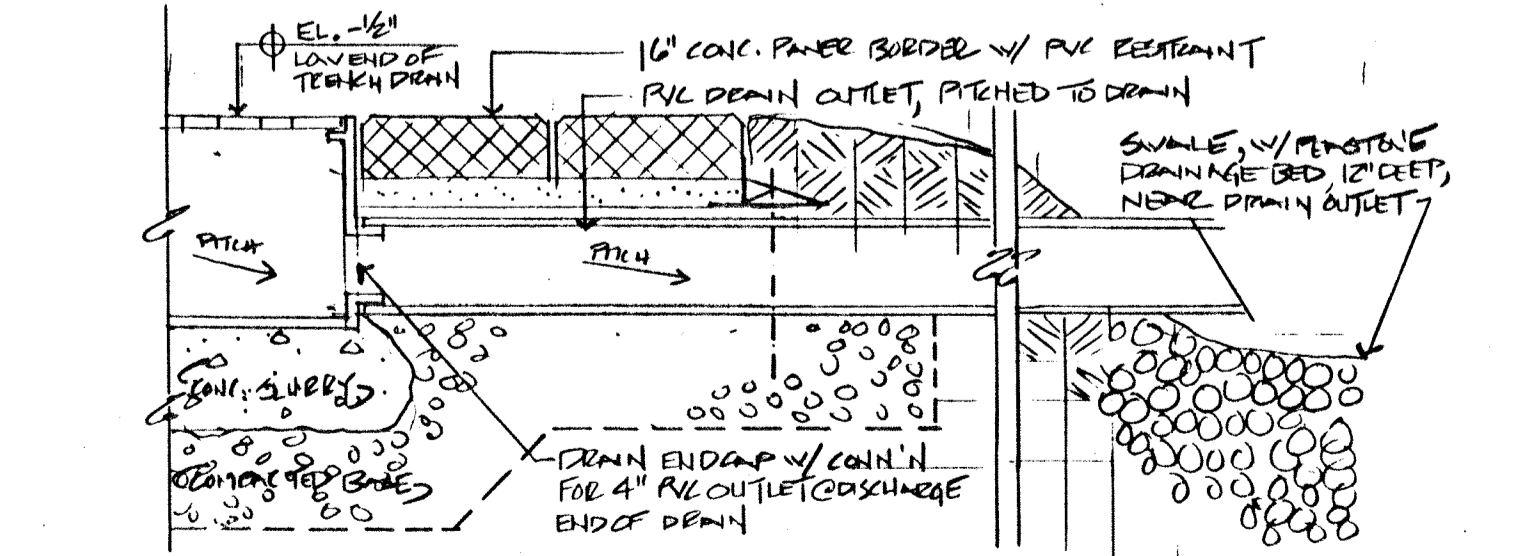 EL. -1/2"
LOW END OF
TRENCH DRAIN
16" CONC. PAVER BORDER W/ PVC RESTRAINT
PVC DRAIN OUTLET, PITCHED TO DRAIN
SWALE, W/ PEASTONE
DRAINAGE BED, 12" DEEP,
NEAR DRAIN OUTLET
PITCH
PITCH
CONC. SLURRY
COMPACTED BASE
DRAIN ENDCAP W/ CONN'N
FOR 4" PVC OUTLET @ DISCHARGE
END OF DRAIN